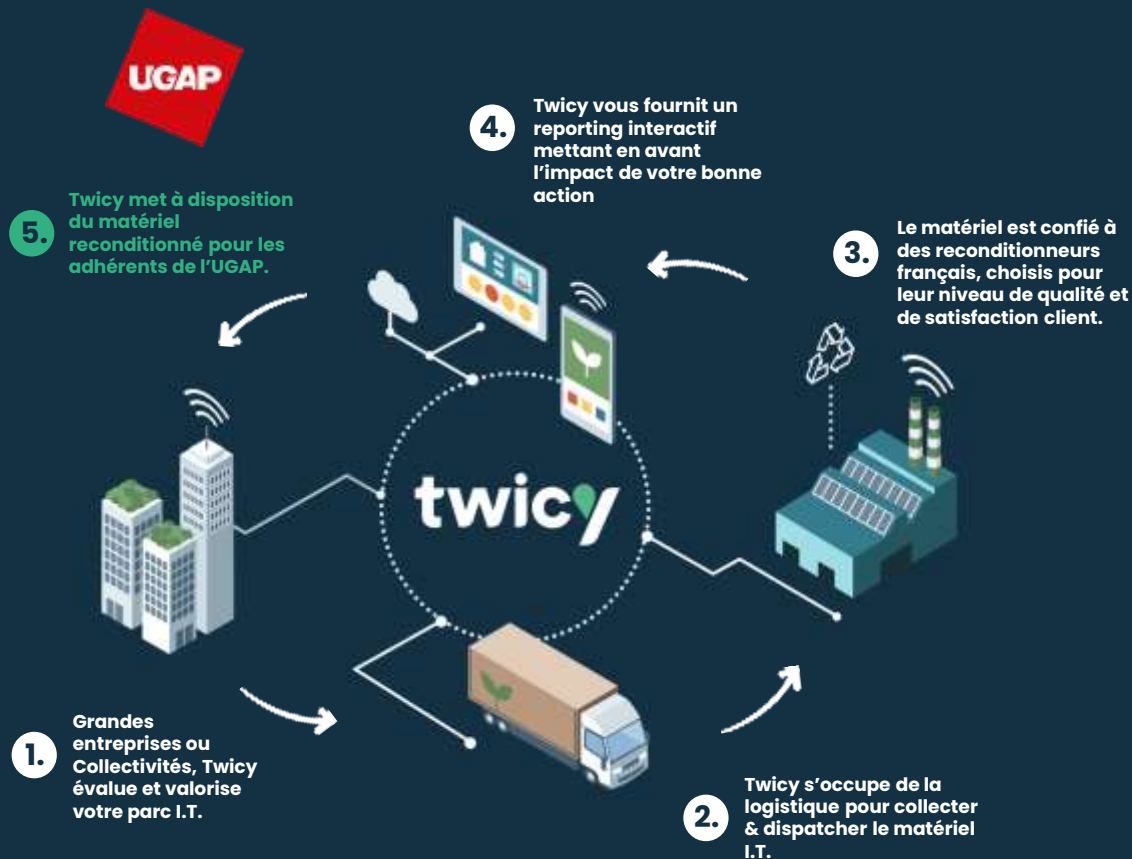 UGAP
4.
Twicy vous fournit un
reporting interactif
mettant en avant
l’impact de votre bonne
action
5.
Twicy met à disposition
du matériel
reconditionné pour les
adhérents de l’UGAP.
3.
Le matériel est confié à
des reconditionneurs
français, choisis pour
leur niveau de qualité et
de satisfaction client.
twicy
1.
Grandes
entreprises ou
Collectivités, Twicy
évalue et valorise
votre parc I.T.
2.
Twicy s’occupe de la
logistique pour collecter
& dispatcher le matériel
I.T.